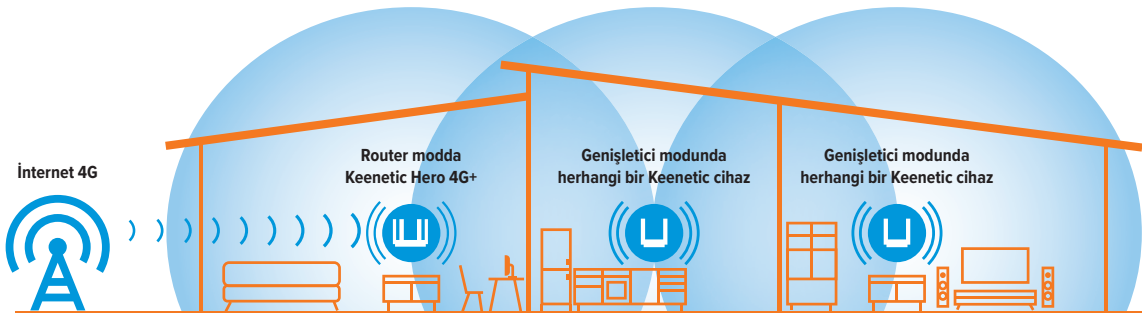 İnternet 4G
Router modda
Keenetic Hero 4G+
Genişletici modunda
herhangi bir Keenetic cihaz
Genişletici modunda
herhangi bir Keenetic cihaz